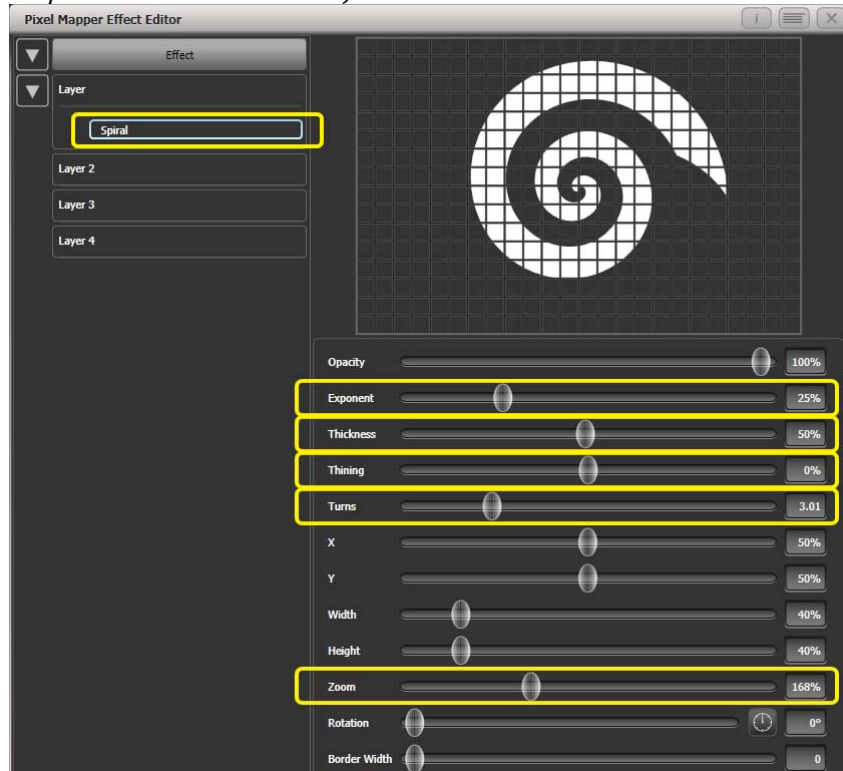 Pixel Mapper Effect Editor
Effect
Layer
Spiral
Layer 2
Layer 3
Layer 4
Opacity 100%
Exponent 25%
Thickness 50%
Thining 0%
Turns 3.01
X 50%
Y 50%
Width 40%
Height 40%
Zoom 168%
Rotation 0°
Border Width 0